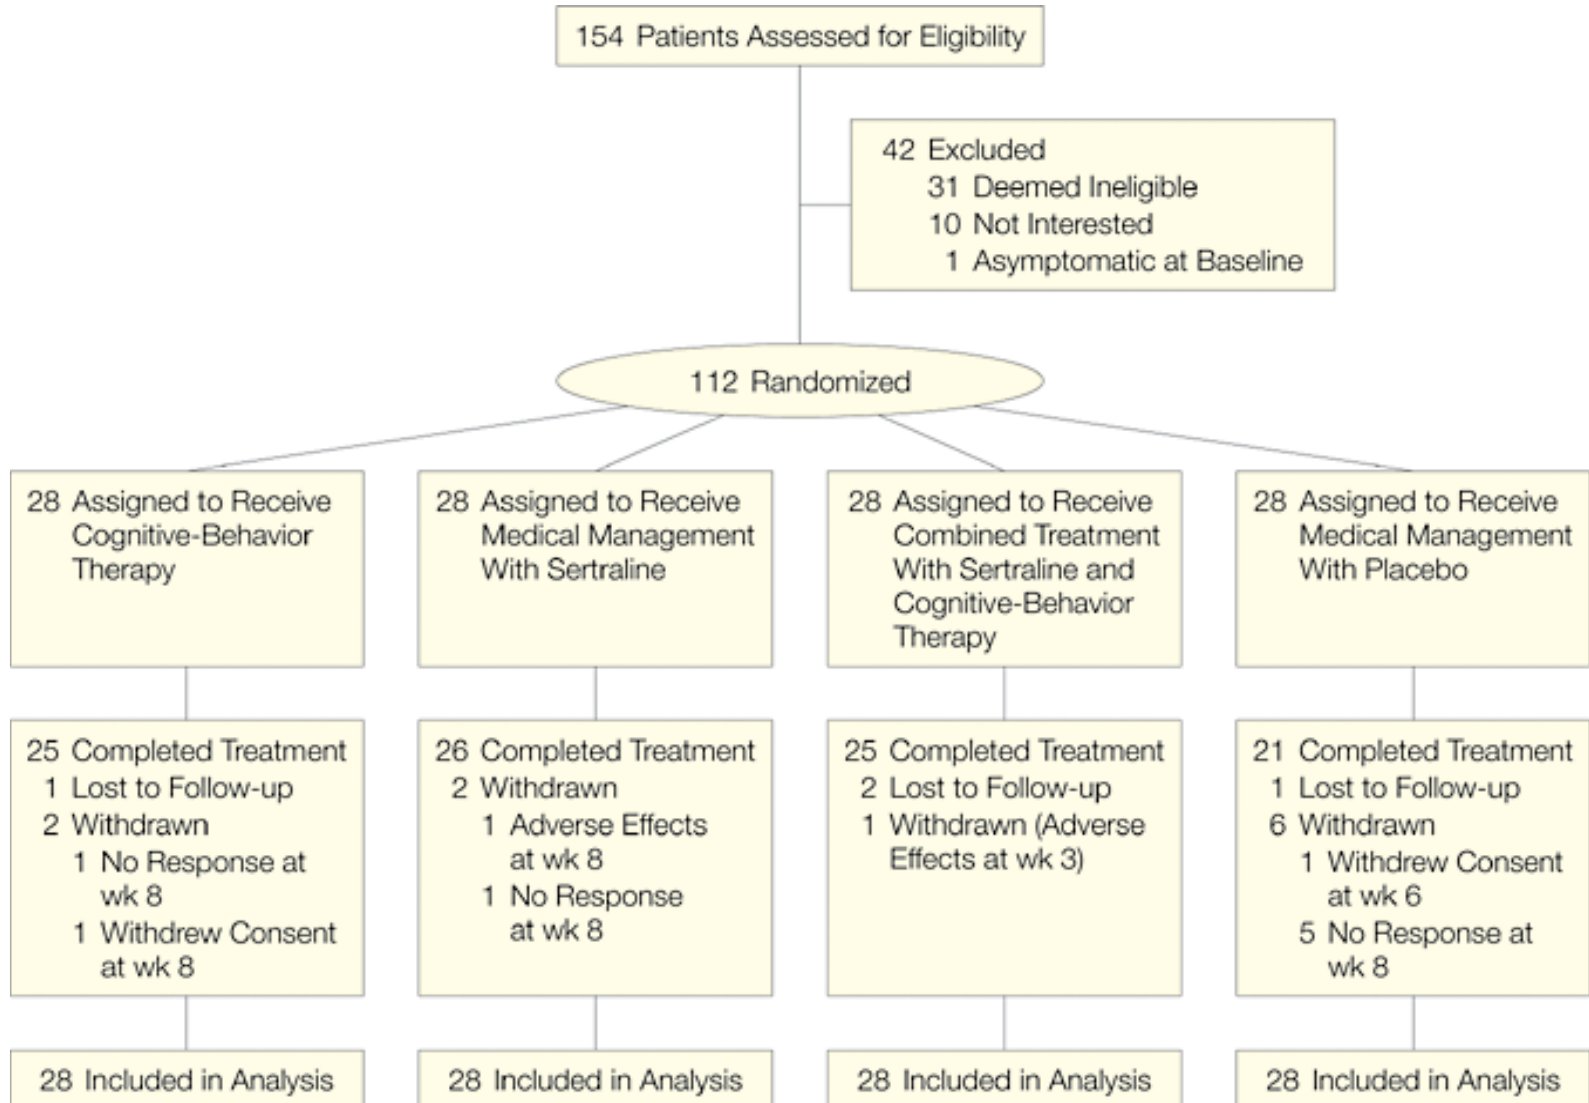 154 Patients Assessed for Eligibility
42 Excluded
31 Deemed Ineligible
10 Not Interested
1 Asymptomatic at Baseline
112 Randomized
28 Assigned to Receive
Cognitive-Behavior
Therapy
28 Assigned to Receive
Medical Management
With Sertraline
28 Assigned to Receive
Combined Treatment
With Sertraline and
Cognitive-Behavior
Therapy
28 Assigned to Receive
Medical Management
With Placebo
25 Completed Treatment
1 Lost to Follow-up
2 Withdrawn
1 No Response at
wk 8
1 Withdrew Consent
at wk 8
26 Completed Treatment
2 Withdrawn
1 Adverse Effects
at wk 8
1 No Response
at wk 8
25 Completed Treatment
2 Lost to Follow-up
1 Withdrawn (Adverse
Effects at wk 3)
21 Completed Treatment
1 Lost to Follow-up
6 Withdrawn
1 Withdrew Consent
at wk 6
5 No Response at
wk 8
28 Included in Analysis
28 Included in Analysis
28 Included in Analysis
28 Included in Analysis